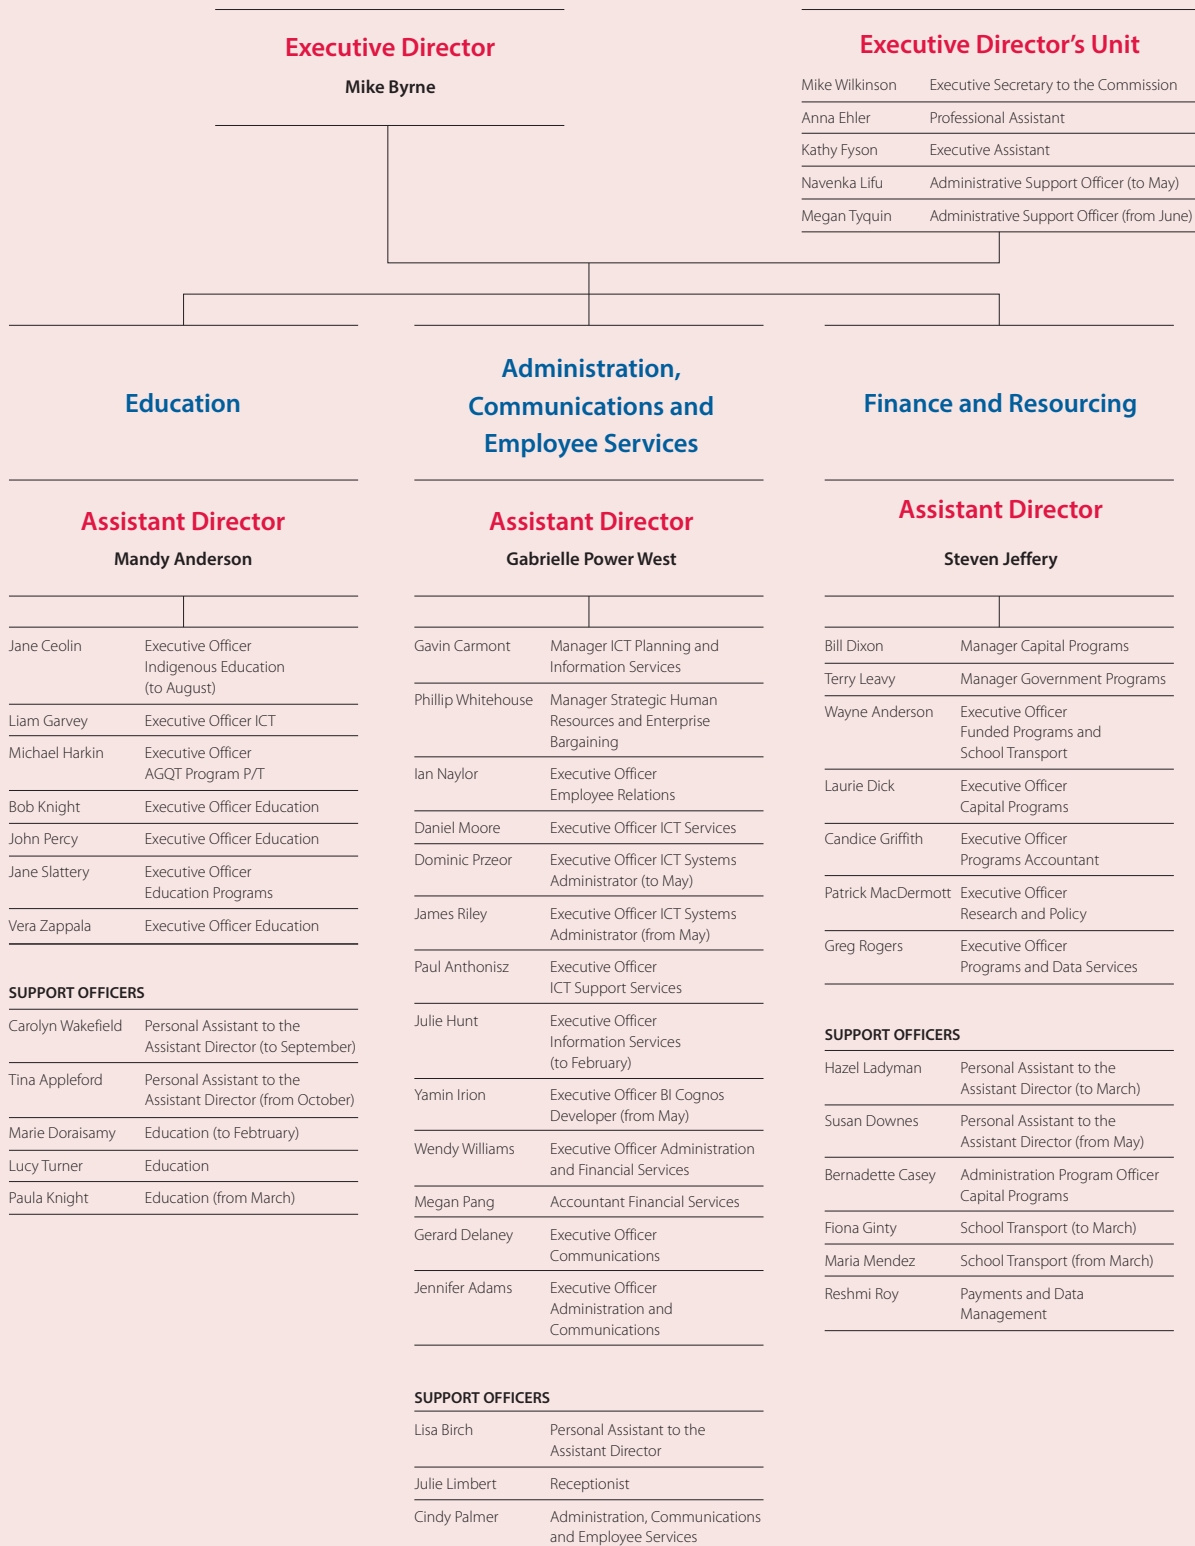 Executive Director
Mike Byrne
Executive Director’s Unit
Mike Wilkinson Executive Secretary to the Commission
Anna Ehler Professional Assistant
Kathy Fyson Executive Assistant
Navenka Lifu Administrative Support Officer (to May)
Megan Tyquin Administrative Support Officer (from June)
Education
Assistant Director
Mandy Anderson
Jane Ceolin Executive Officer
Indigenous Education
(to August)
Liam Garvey Executive Officer ICT
Michael Harkin Executive Officer
AGQT Program P/T
Bob Knight Executive Officer Education
John Percy Executive Officer Education
Jane Slattery Executive Officer
Education Programs
Vera Zappala Executive Officer Education
SUPPORT OFFICERS
Carolyn Wakefield Personal Assistant to the
Assistant Director (to September)
Tina Appleford Personal Assistant to the
Assistant Director (from October)
Marie Doraisamy Education (to Febtruary)
Lucy Turner Education
Paula Knight Education (from March)
Administration,
Communications and
Employee Services
Assistant Director
Gabrielle Power West
Gavin Carmont Manager ICT Planning and
Information Services
Phillip Whitehouse Manager Strategic Human
Resources and Enterprise
Bargaining
Ian Naylor Executive Officer
Employee Relations
Daniel Moore Executive Officer ICT Services
Dominic Przeor Executive Officer ICT Systems
Administrator (to May)
James Riley Executive Officer ICT Systems
Administrator (from May)
Paul Anthonisz Executive Officer
ICT Support Services
Julie Hunt Executive Officer
Information Services
(to February)
Yamin Irion Executive Officer BI Cognos
Developer (from May)
Wendy Williams Executive Officer Administration
and Financial Services
Megan Pang Accountant Financial Services
Gerard Delaney Executive Officer
Communications
Jennifer Adams Executive Officer
Administration and
Communications
SUPPORT OFFICERS
Lisa Birch Personal Assistant to the
Assistant Director
Julie Limbert Receptionist
Cindy Palmer Administration, Communications
and Employee Services
Finance and Resourcing
Assistant Director
Steven Jeffery
Bill Dixon Manager Capital Programs
Terry Leavy Manager Government Programs
Wayne Anderson Executive Officer
Funded Programs and
School Transport
Laurie Dick Executive Officer
Capital Programs
Candice Griffith Executive Officer
Programs Accountant
Patrick MacDermott Executive Officer
Research and Policy
Greg Rogers Executive Officer
Programs and Data Services
SUPPORT OFFICERS
Hazel Ladyman Personal Assistant to the
Assistant Director (to March)
Susan Downes Personal Assistant to the
Assistant Director (from May)
Bernadette Casey Administration Program Officer
Capital Programs
Fiona Ginty School Transport (to March)
Maria Mendez School Transport (from March)
Reshmi Roy Payments and Data
Management